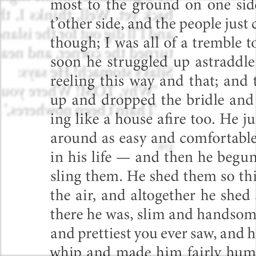 most to the ground on one side
t'other side, and the people just c
though; I was all of a tremble to
soon he struggled up astraddle
reeling this way and that; and t
up and dropped the bridle and
ing like a house afire too. He ju
around as easy and comfortable
in his life — and then he begun
sling them. He shed them so thi
the air, and altogether he shed
there he was, slim and handsom
and prettiest you ever saw, and h
whip and made him fairly hum